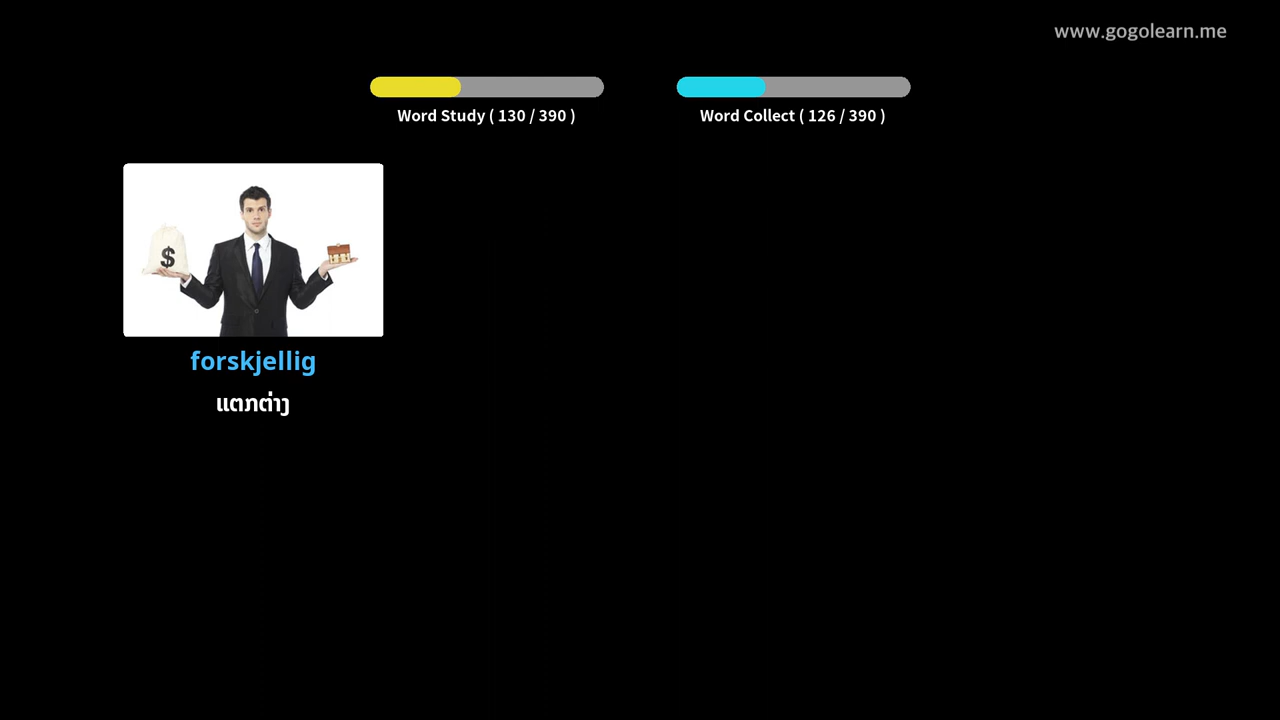 www.gogolearn.me
Word Study ( 130 / 390 )
Word Collect ( 126 / 390 )
$
forskjellig
ແຕກຕ່າງ